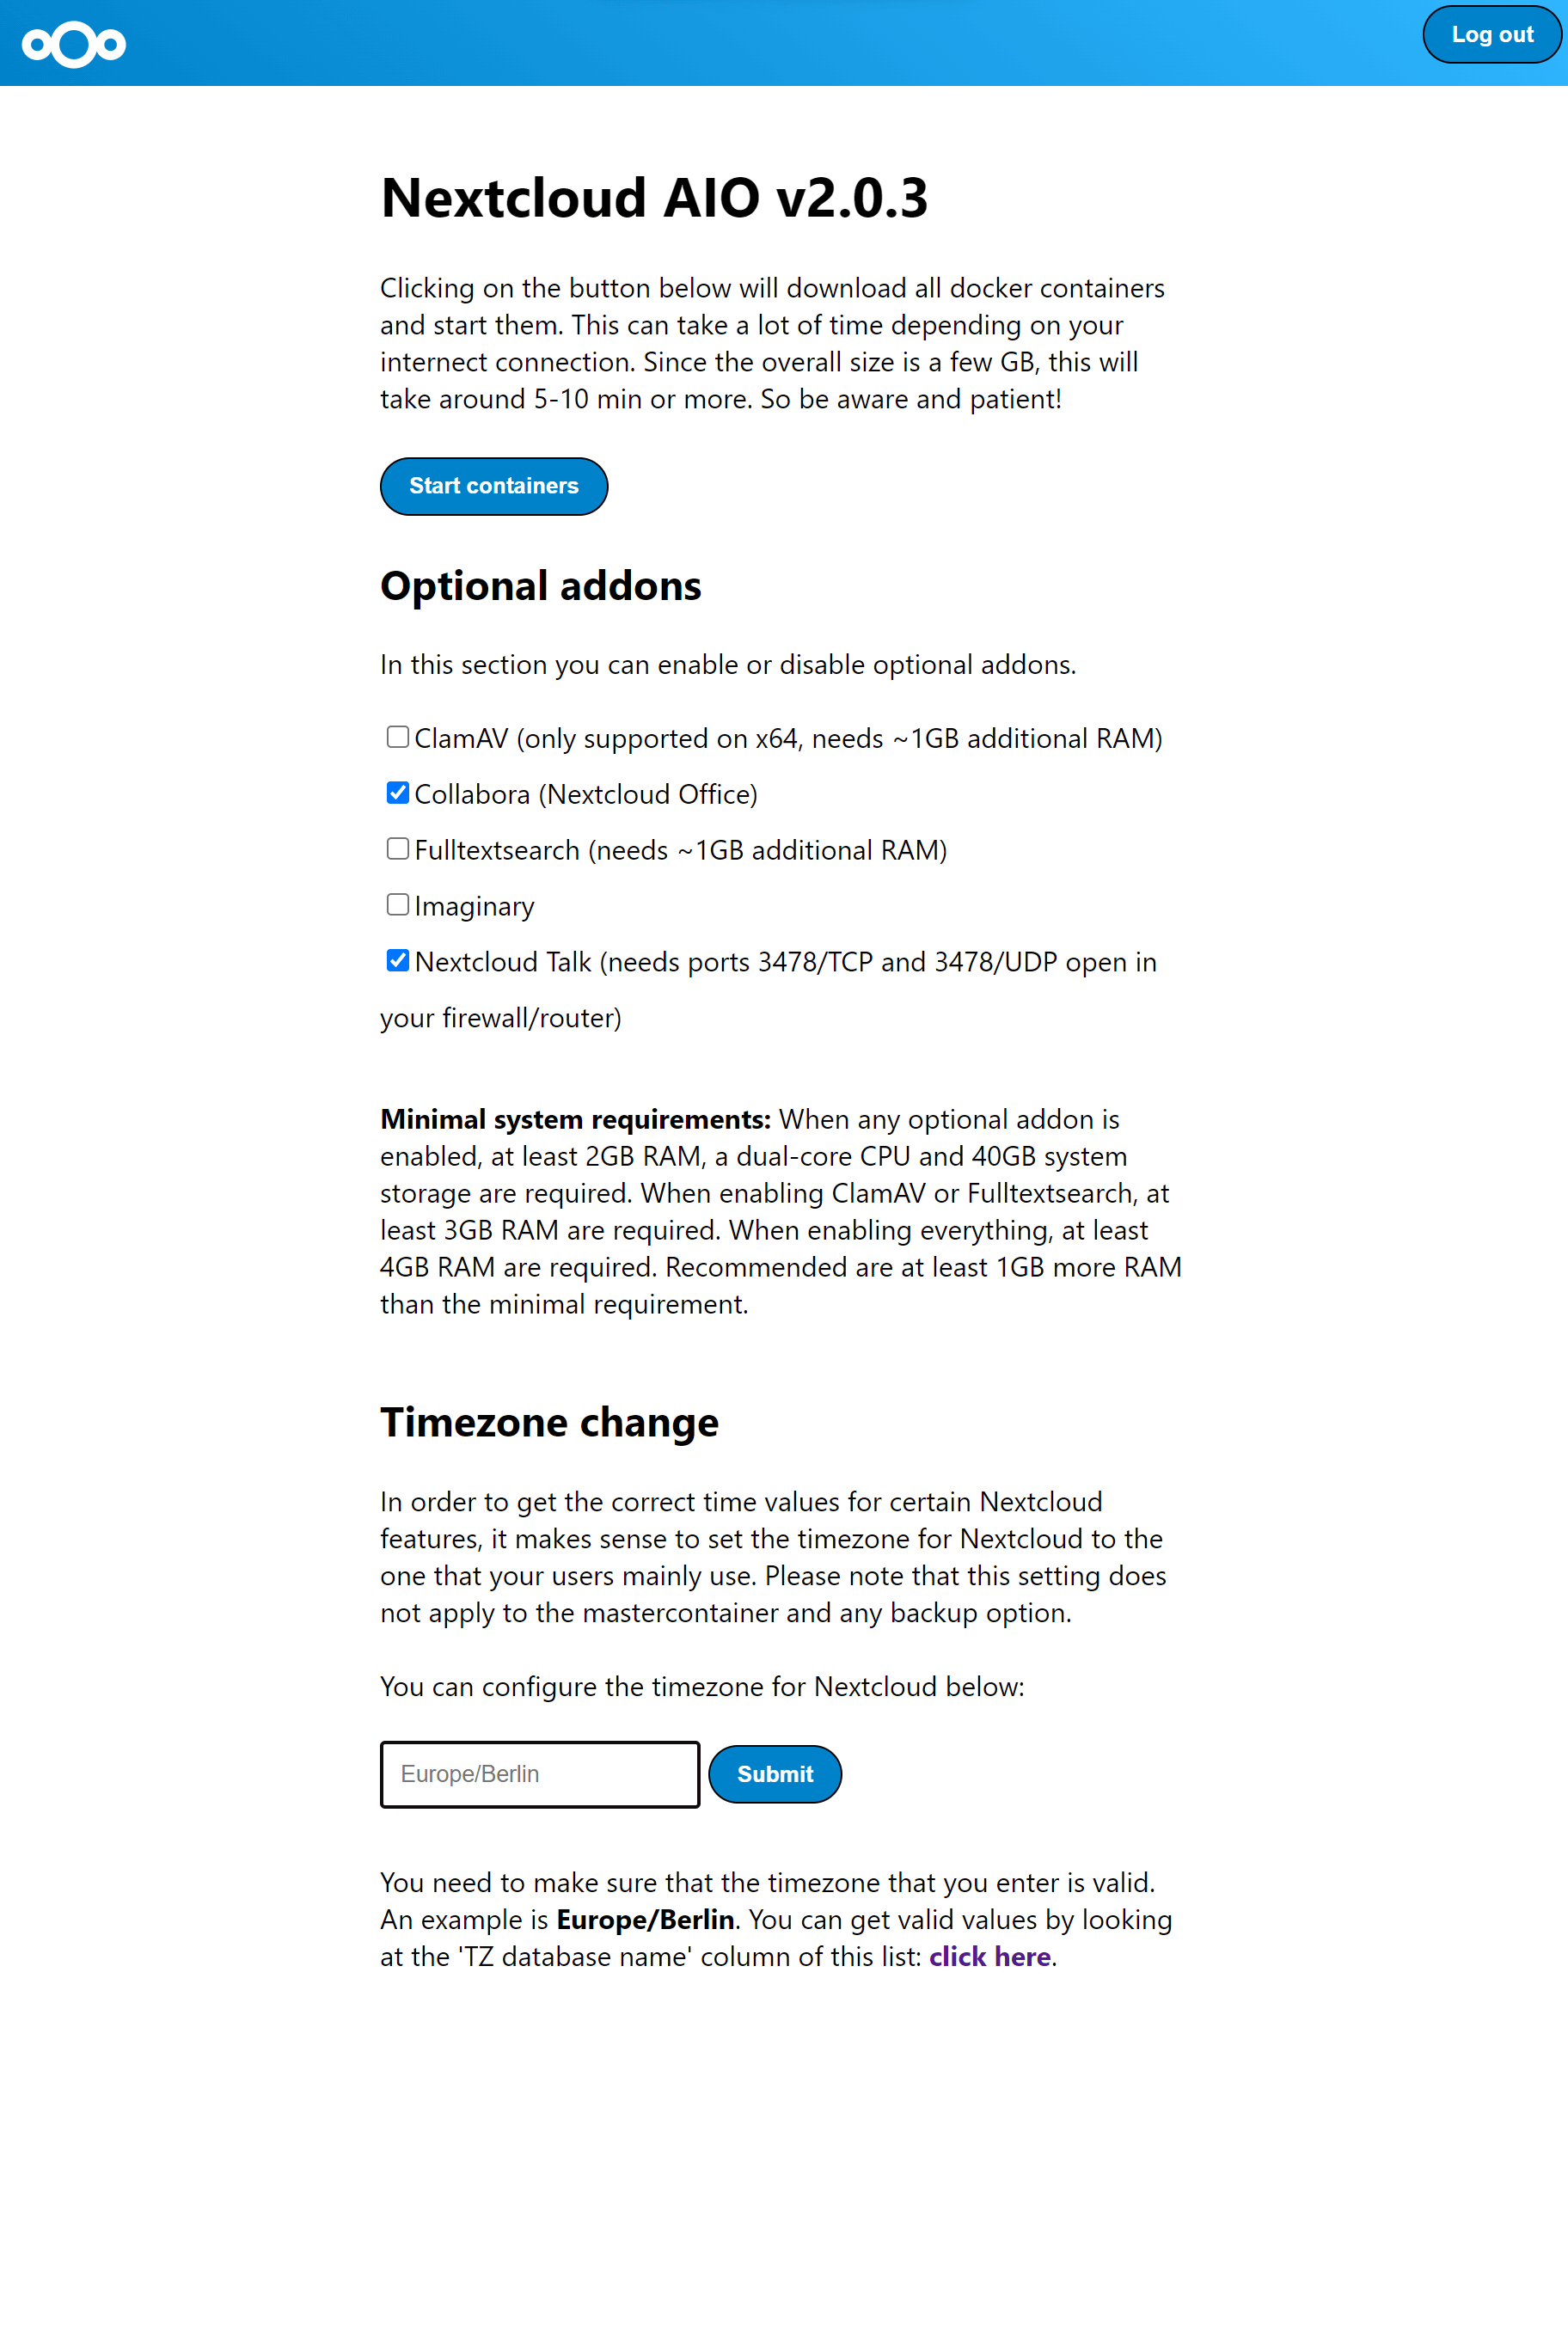 Log out
Nextcloud AIO v2.0.3
Clicking on the button below will download all docker containers
and start them. This can take a lot of time depending on your
internect connection. Since the overall size is a few GB, this will
take around 5-10 min or more. So be aware and patient!
Start containers
Optional addons
In this section you can enable or disable optional addons.
ClamAV (only supported on x64, needs ~1GB additional RAM)
Collabora (Nextcloud Office)
Fulltextsearch (needs ~1GB additional RAM)
Imaginary
Nextcloud Talk (needs ports 3478/TCP and 3478/UDP open in
your firewall/router)
Minimal system requirements: When any optional addon is
enabled, at least 2GB RAM, a dual-core CPU and 40GB system
storage are required. When enabling ClamAV or Fulltextsearch, at
least 3GB RAM are required. When enabling everything, at least
4GB RAM are required. Recommended are at least 1GB more RAM
than the minimal requirement.
Timezone change
In order to get the correct time values for certain Nextcloud
features, it makes sense to set the timezone for Nextcloud to the
one that your users mainly use. Please note that this setting does
not apply to the mastercontainer and any backup option.
You can configure the timezone for Nextcloud below:
Europe/Berlin Submit
You need to make sure that the timezone that you enter is valid.
An example is Europe/Berlin. You can get valid values by looking
at the 'TZ database name' column of this list: click here.